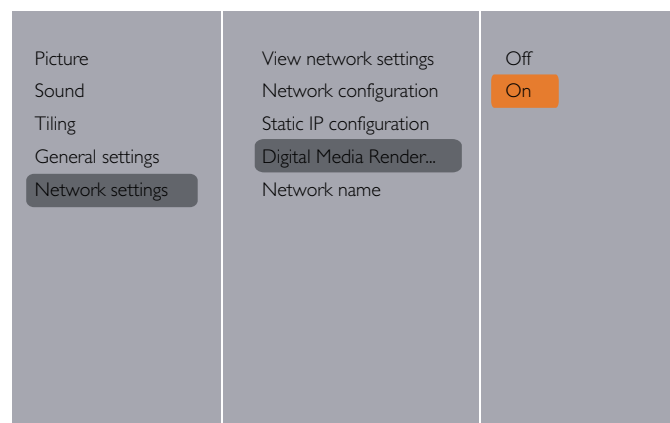 Picture
Sound
Tiling
General settings
Network settings
View network settings
Network configuration
Static IP configuration
Digital Media Render...
Network name
Off
On